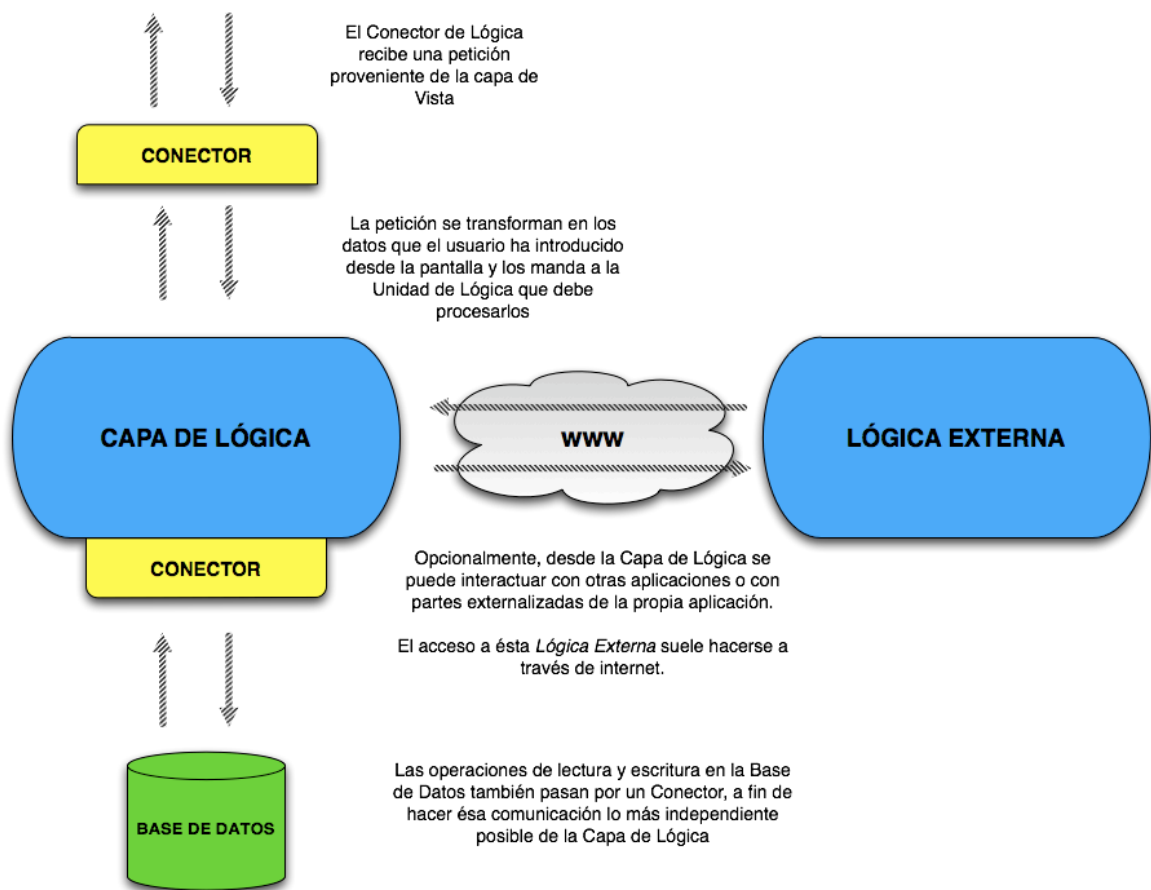 El Conector de Lógica
recibe una petición
proveniente de la capa de
Vista
CONECTOR
La petición se transforman en los
datos que el usuario ha introducido
desde la pantalla y los manda a la
Unidad de Lógica que debe
procesarlos
CAPA DE LÓGICA
WWW
LÓGICA EXTERNA
CONECTOR
Opcionalmente, desde la Capa de Lógica se
puede interactuar con otras aplicaciones o con
partes externalizadas de la propia aplicación.
El acceso a ésta Lógica Externa suele hacerse a
través de internet.
BASE DE DATOS
Las operaciones de lectura y escritura en la Base
de Datos también pasan por un Conector, a fin de
hacer ésa comunicación lo más independiente
posible de la Capa de Lógica